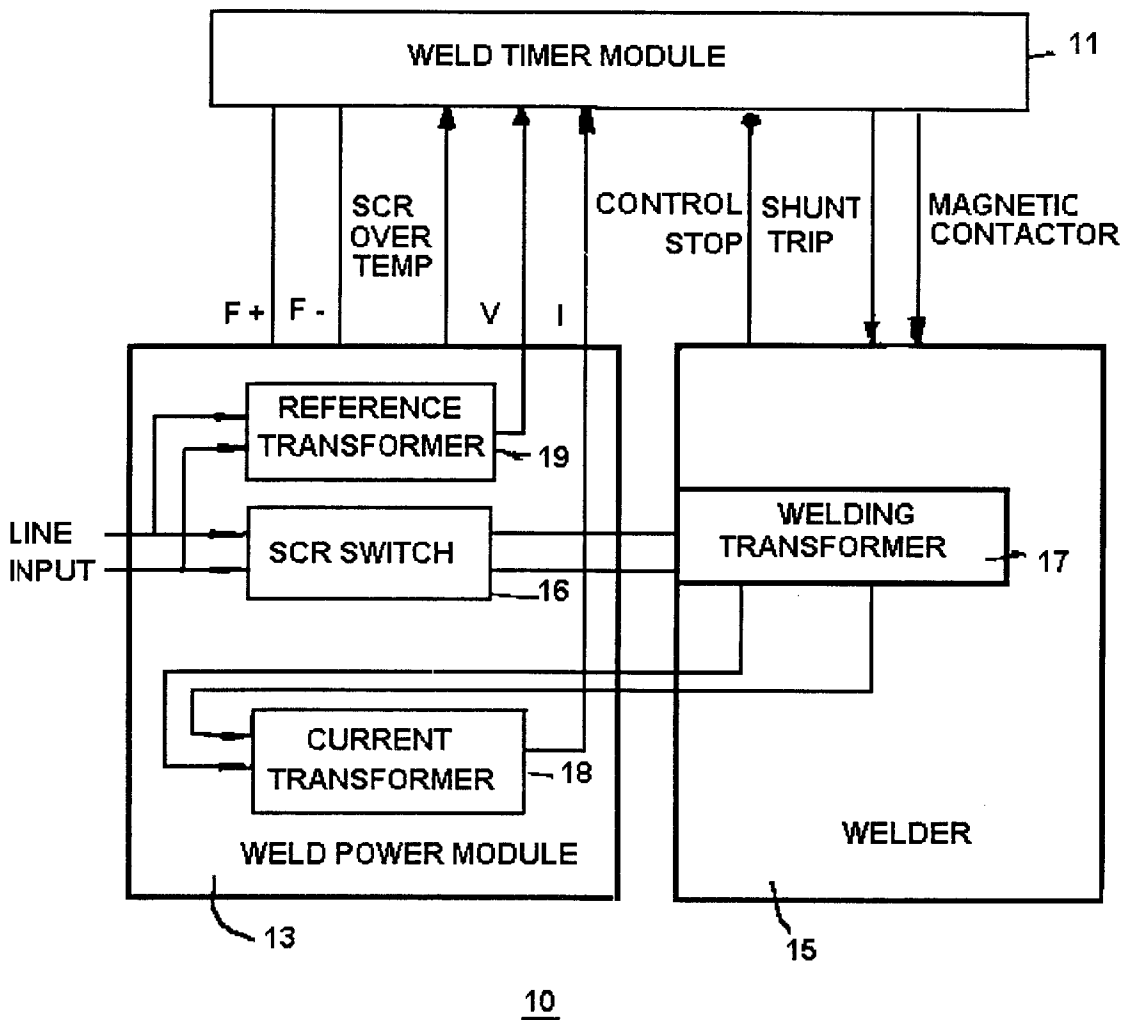 WELD TIMER MODULE
11
SCR
OVER
TEMP
CONTROL
STOP
SHUNT
TRIP
MAGNETIC
CONTACTOR
F +
F -
V
I
REFERENCE
TRANSFORMER
19
LINE
INPUT
SCR SWITCH
16
WELDING
TRANSFORMER
17
CURRENT
TRANSFORMER
18
WELD POWER MODULE
WELDER
13
15
10